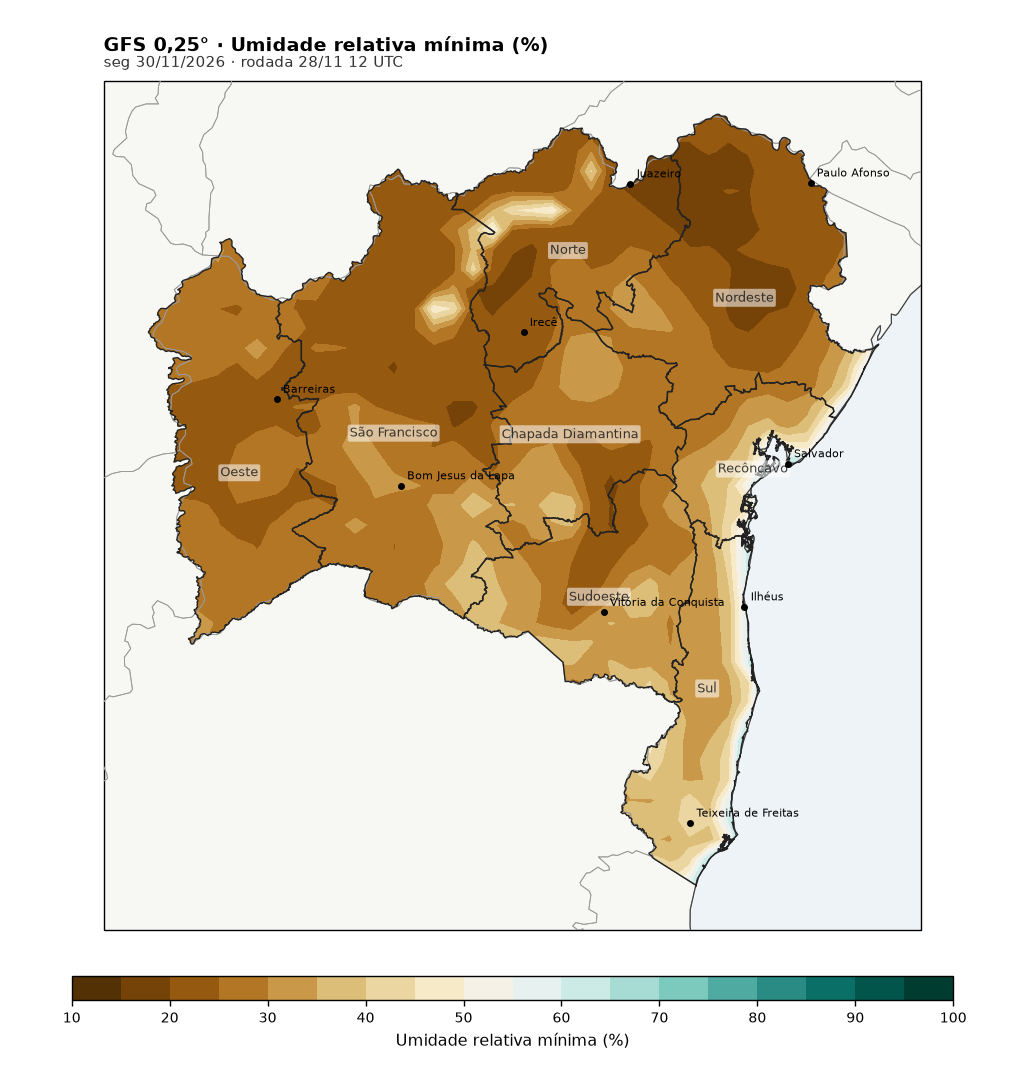 GFS 0,25° · Umidade relativa mínima (%)
seg 30/11/2026 · rodada 28/11 12 UTC
Juazeiro
Paulo Afonso
Norte
Nordeste
Irecê
Barreiras
São Francisco
Chapada Diamantina
Salvador
Recôncavo
Oeste
Bom Jesus da Lapa
Sudoeste
Vitória da Conquista
Ilhéus
Sul
Teixeira de Freitas
10 20 30 40 50 60 70 80 90 100
Umidade relativa mínima (%)